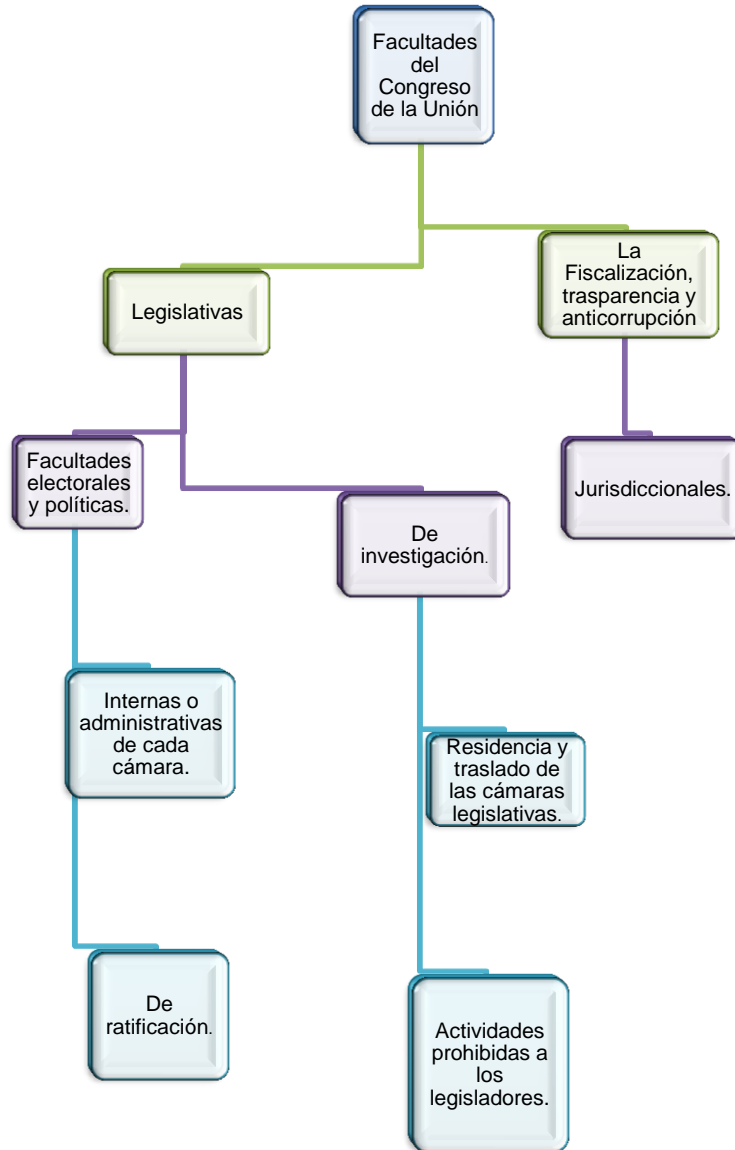 Facultades
del
Congreso
de la Unión
La
Fiscalización,
trasparencia y
anticorrupción
Legislativas
Facultades
electorales
y políticas.
Jurisdiccionales.
De
investigación.
Internas o
administrativas
de cada
cámara.
Residencia y
traslado de
las cámaras
legislativas.
De
ratificación.
Actividades
prohibidas a
los
legisladores.